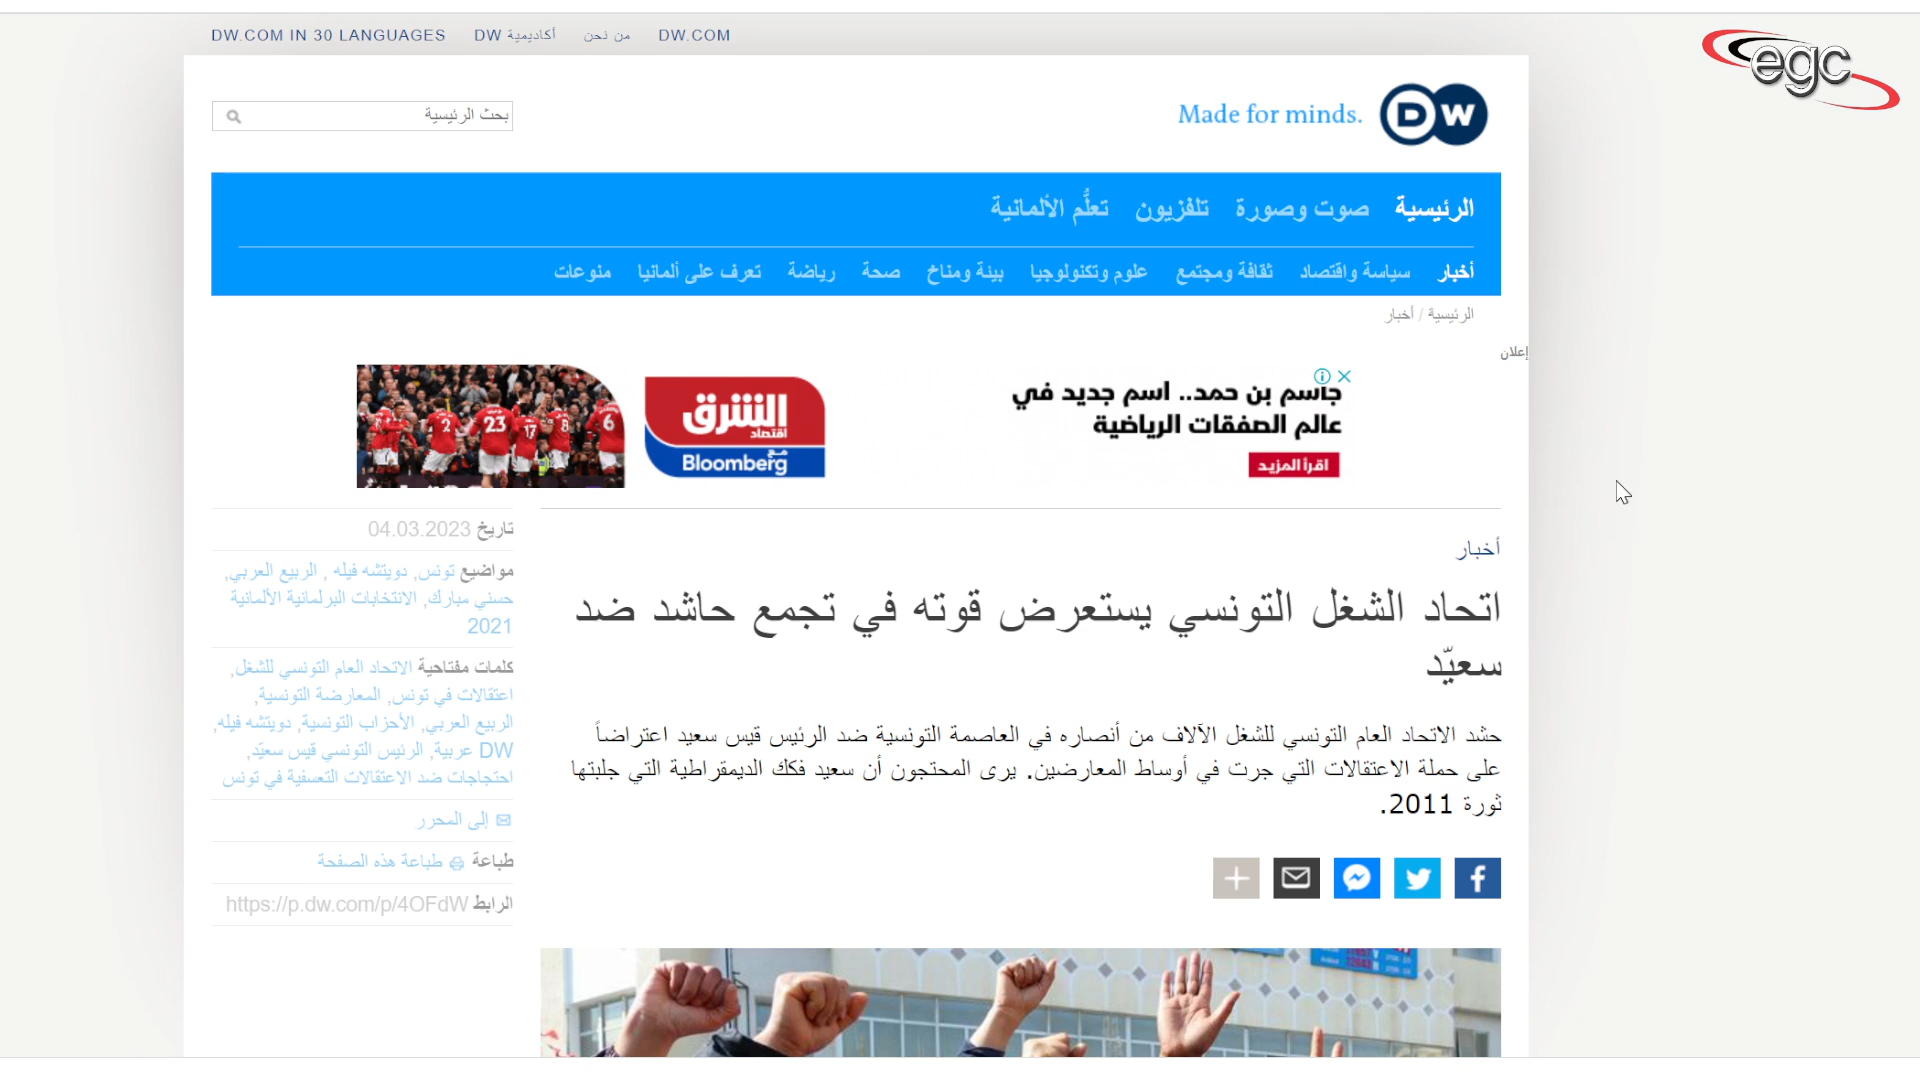 DW.COM IN 30 LANGUAGES أكاديمية DW من نحن DW.COM
egc
Made for minds. DW
بحث الرئيسية
الرئيسية صوت وصورة تلفزيون تعلُّم الألمانية
أخبار سياسة واقتصاد ثقافة ومجتمع علوم وتكنولوجيا بيئة ومناخ صحة رياضة تعرف على ألمانيا منوعات
الرئيسية / أخبار
إعلان
جاسم بن حمد.. اسم جديد في
عالم الصفقات الرياضية
اقرأ المزيد
الشرق
اقتصاد
مع
Bloomberg
2 23 17 8 6
أخبار
اتحاد الشغل التونسي يستعرض قوته في تجمع حاشد ضد
سعيّد
حشد الاتحاد العام التونسي للشغل الآلاف من أنصاره في العاصمة التونسية ضد الرئيس قيس سعيد اعتراضاً
على حملة الاعتقالات التي جرت في أوساط المعارضين. يرى المحتجون أن سعيد فكك الديمقراطية التي جلبتها
ثورة 2011.
تاريخ 04.03.2023
مواضيع تونس, دويتشه فيله , الربيع العربي,
حسني مبارك, الانتخابات البرلمانية الألمانية
2021
كلمات مفتاحية الاتحاد العام التونسي للشغل,
اعتقالات في تونس, المعارضة التونسية,
الربيع العربي, الأحزاب التونسية, دويتشه فيله,
DW عربية, الرئيس التونسي قيس سعيّد,
احتجاجات ضد الاعتقالات التعسفية في تونس
إلى المحرر
طباعة طباعة هذه الصفحة
الرابط https://p.dw.com/p/4OFdW